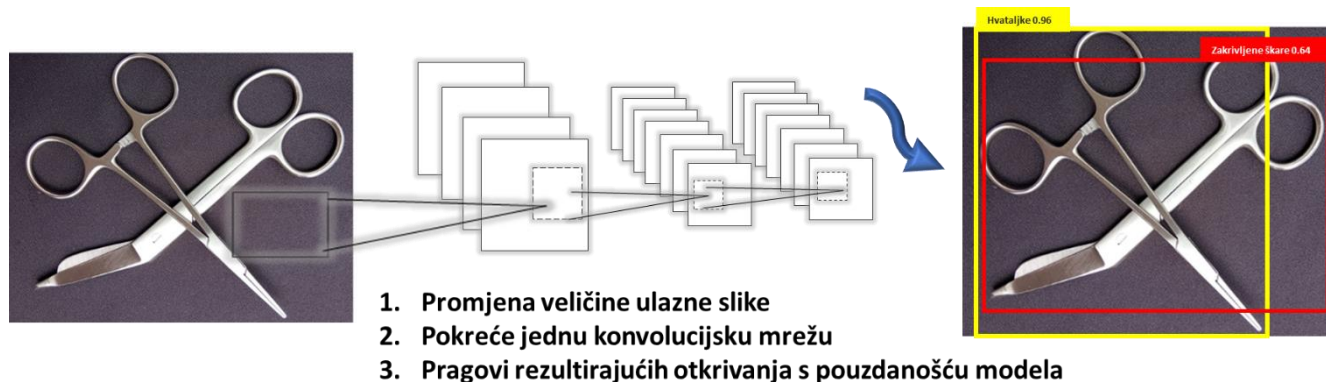 Hvataljke 0.96
Zakrivljene škare 0.64
1. Promjena veličine ulazne slike
2. Pokreće jednu konvolucijsku mrežu
3. Pragovi rezultirajućih otkrivanja s pouzdanošću modela